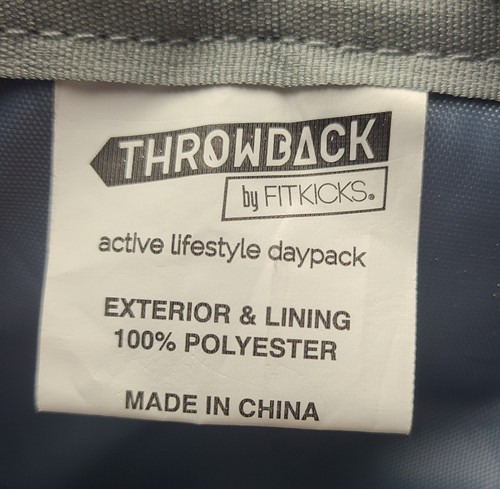 THROWBACK
by FITKICKS®
active lifestyle daypack
EXTERIOR & LINING
100% POLYESTER
MADE IN CHINA